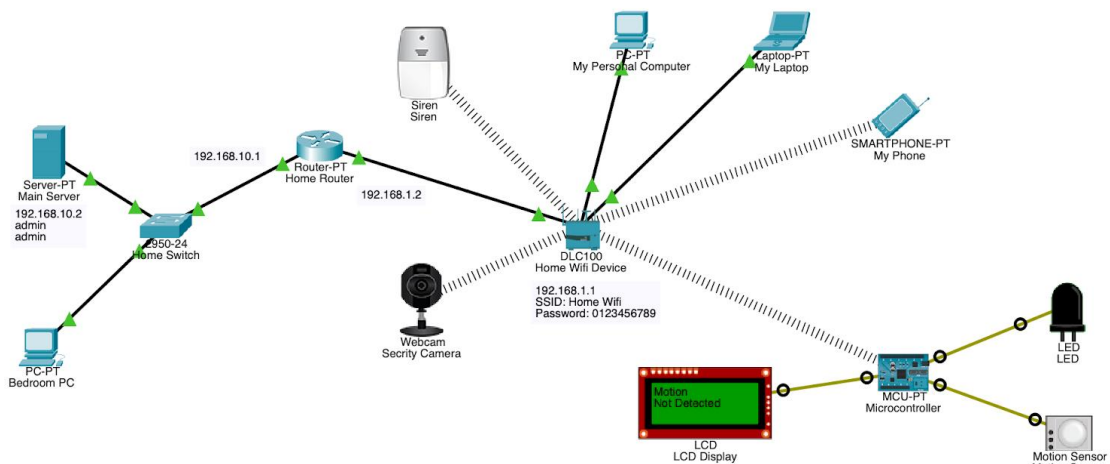 PC-PT
My Personal Computer
Laptop-PT
My Laptop
Siren
Siren
SMARTPHONE-PT
My Phone
192.168.10.1
Router-PT
Home Router
192.168.1.2
Server-PT
Main Server
192.168.10.2
admin
admin
2950-24
Home Switch
DLC100
Home Wifi Device
192.168.1.1
SSID: Home Wifi
Password: 0123456789
Webcam
Secrity Camera
PC-PT
Bedroom PC
LED
LED
Motion
Not Detected
MCU-PT
Microcontroller
LCD
LCD Display
Motion Sensor